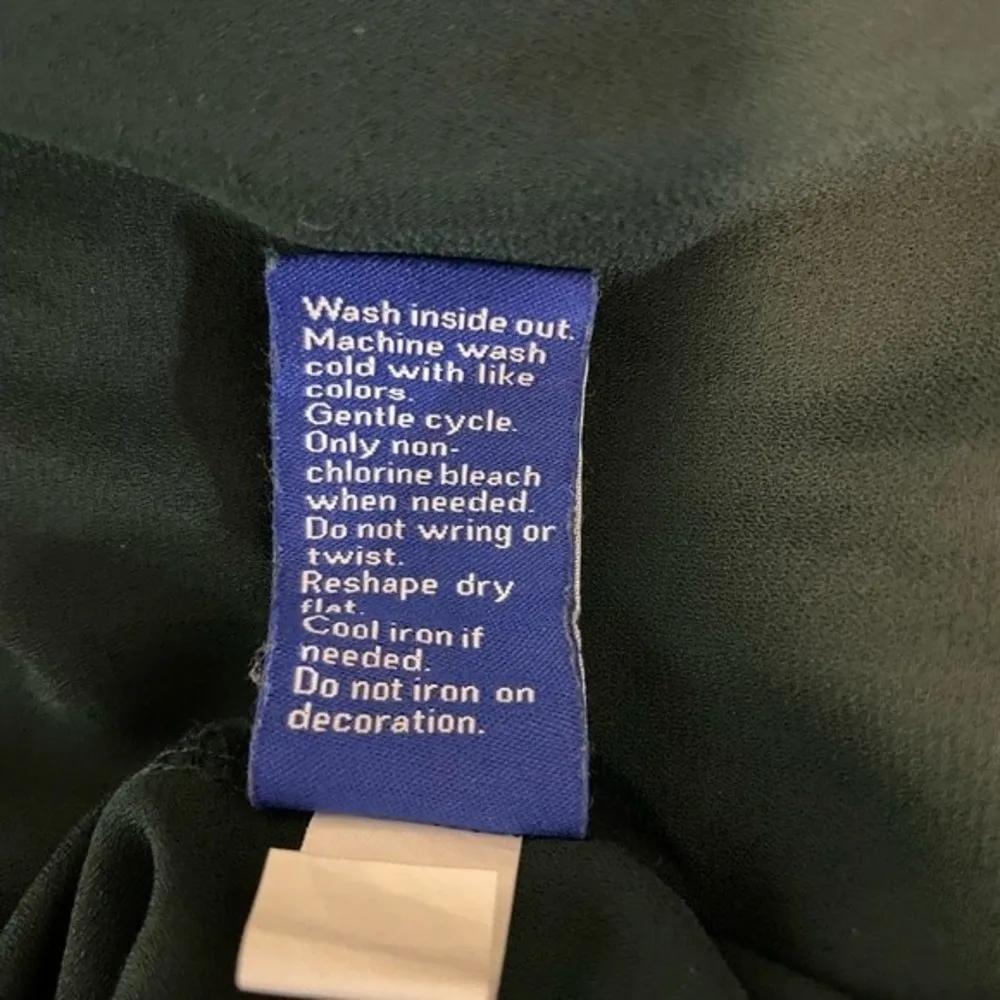 Wash inside out.
Machine wash
cold with like
colors.
Gentle cycle.
Only non-
chlorine bleach
when needed.
Do not wring or
twist.
Reshape dry
flat.
Cool iron if
needed.
Do not iron on
decoration.